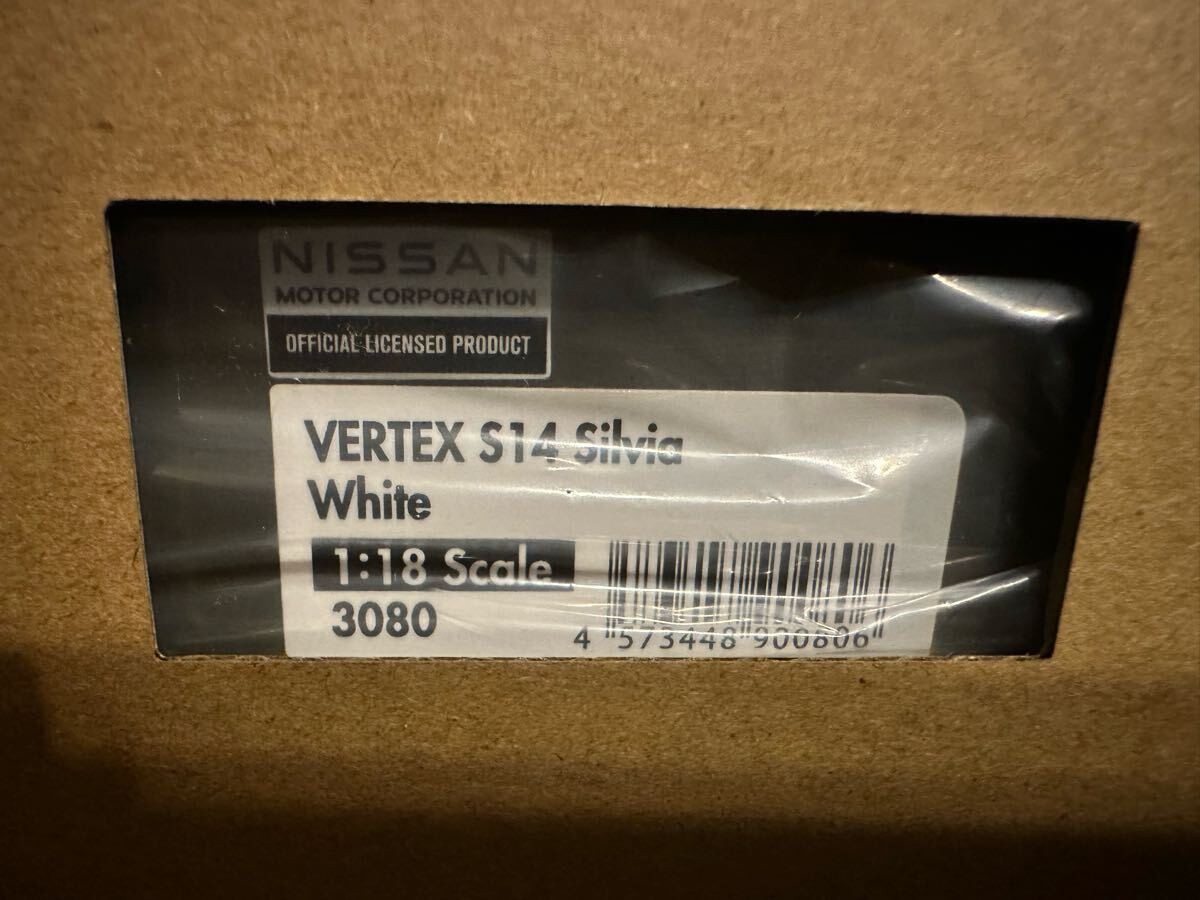 NISSAN
MOTOR CORPORATION
OFFICIAL LICENSED PRODUCT
VERTEX S14 Silvia
White
1:18 Scale
3080
4 573448 900806